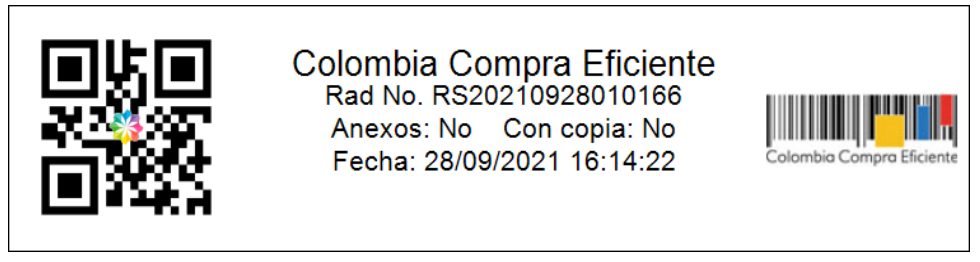 Colombia Compra Eficiente
Rad No. RS20210928010166
Anexos: No Con copia: No
Fecha: 28/09/2021 16:14:22
Colombia Compra Eficiente